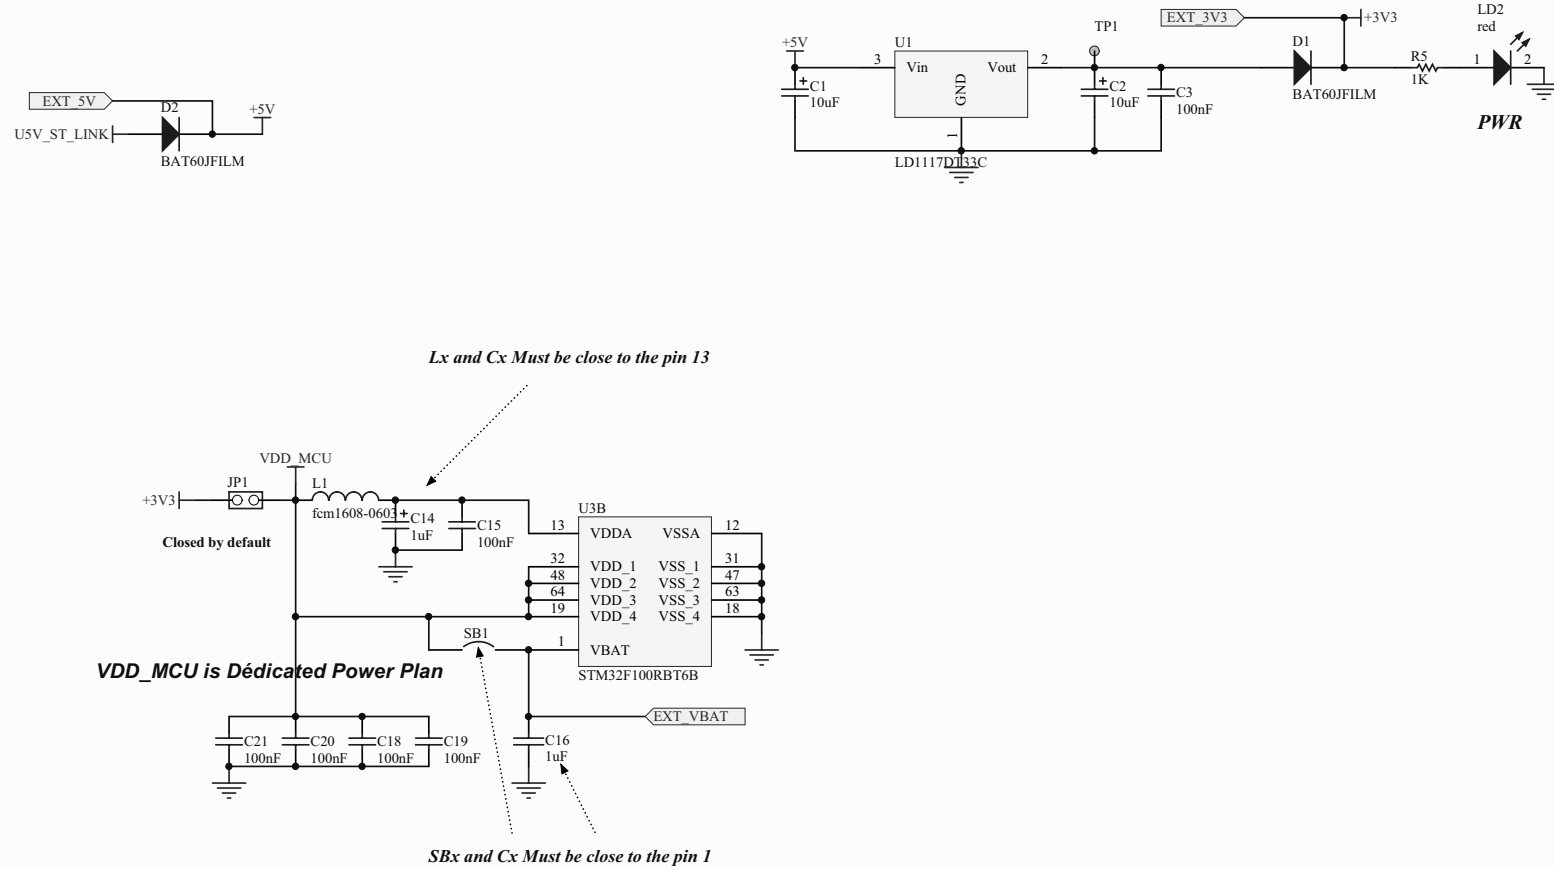 LD2
red
EXT_3V3
+3V3
TP1
+5V
U1
D1
R5
3
Vin
Vout
2
1
2
1K
C1
10uF
GND
C2
10uF
C3
100nF
BAT60JFILM
PWR
1
LD1117DT33C
EXT_5V
D2
+5V
U5V_ST_LINK
BAT60JFILM
Lx and Cx Must be close to the pin 13
VDD_MCU
JP1
L1
+3V3
fcm1608-0603
C14
1uF
C15
100nF
Closed by default
U3B
13
VDDA
VSSA
12
32
VDD_1
VSS_1
31
48
VDD_2
VSS_2
47
64
VDD_3
VSS_3
63
19
VDD_4
VSS_4
18
SB1
1
VBAT
STM32F100RBT6B
VDD_MCU is Dédicated Power Plan
EXT_VBAT
C21
100nF
C20
100nF
C18
100nF
C19
100nF
C16
1uF
SBx and Cx Must be close to the pin 1